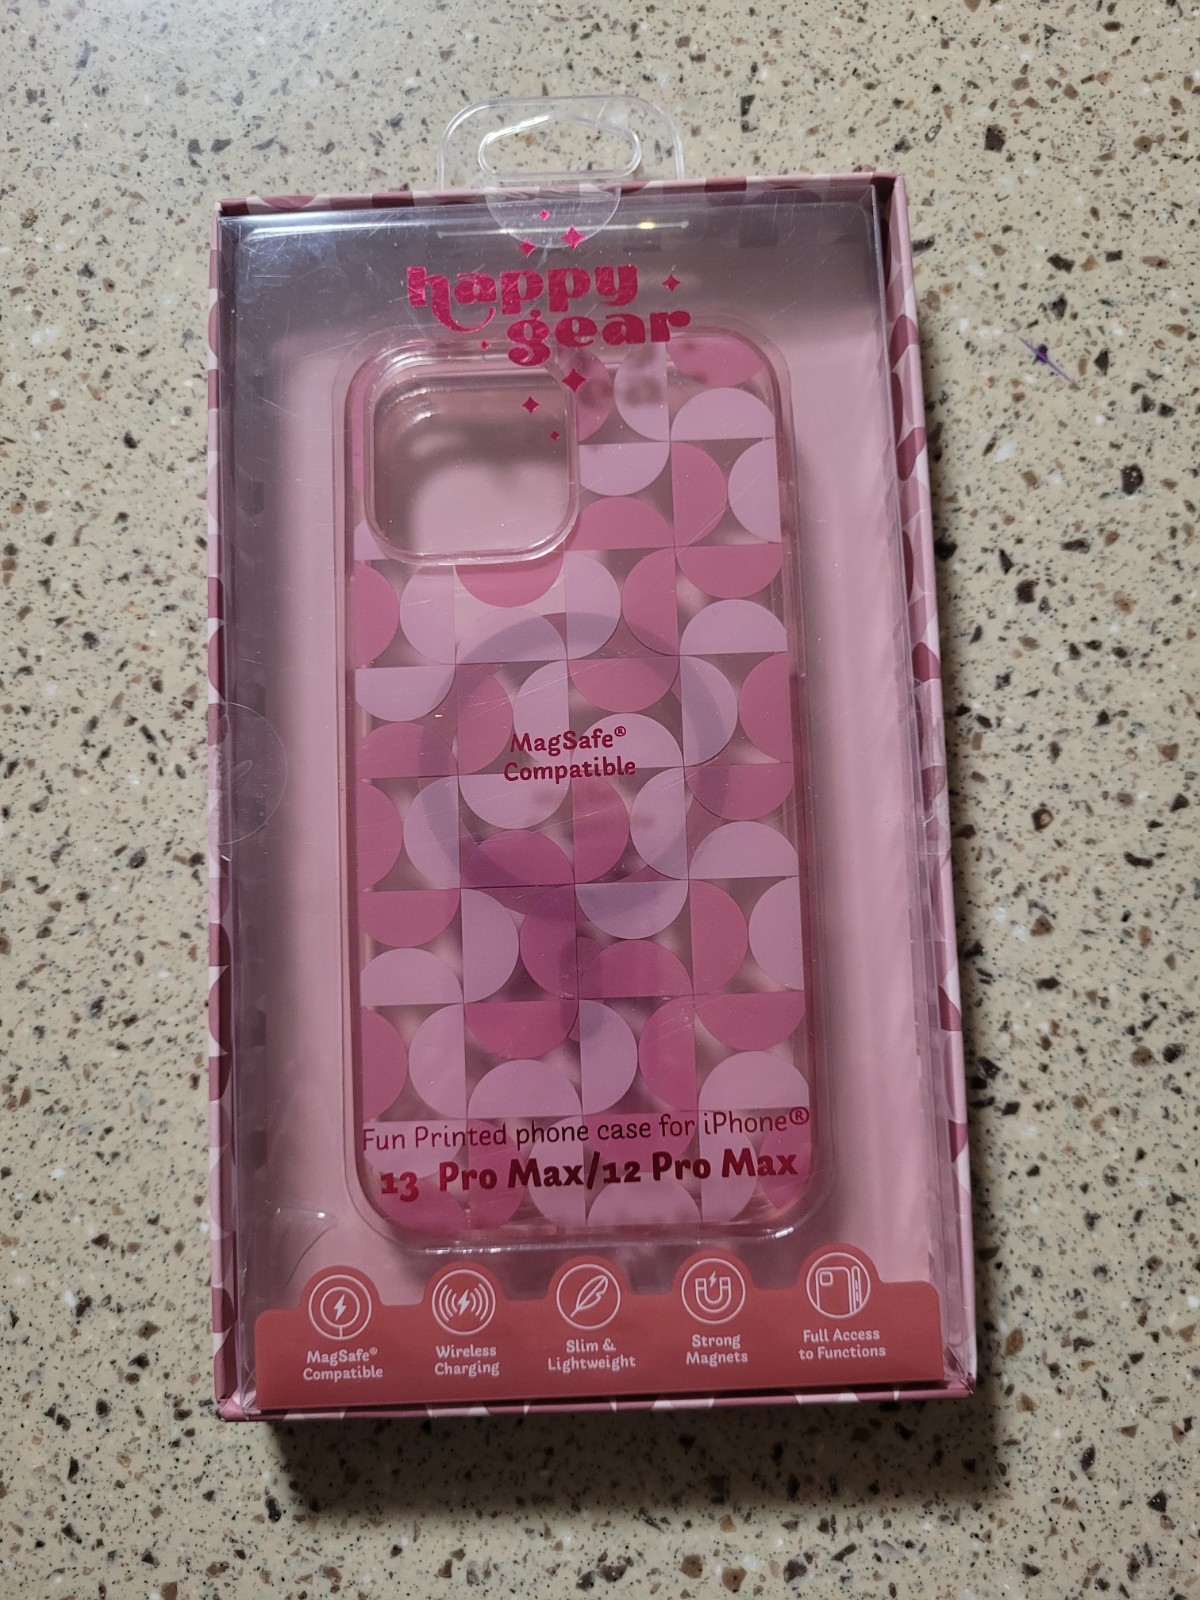 happy
gear
MagSafe®
Compatible
Fun Printed phone case for iPhone®
13 Pro Max/12 Pro Max
MagSafe®
Compatible
Wireless
Charging
Slim &
Lightweight
Strong
Magnets
Full Access
to Functions